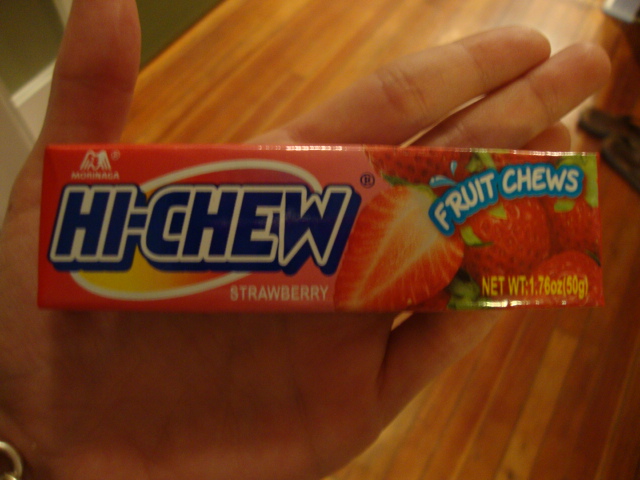 MORINAGA ®
HI-CHEW ®
STRAWBERRY
FRUIT CHEWS
NET WT:1.76oz(50g)